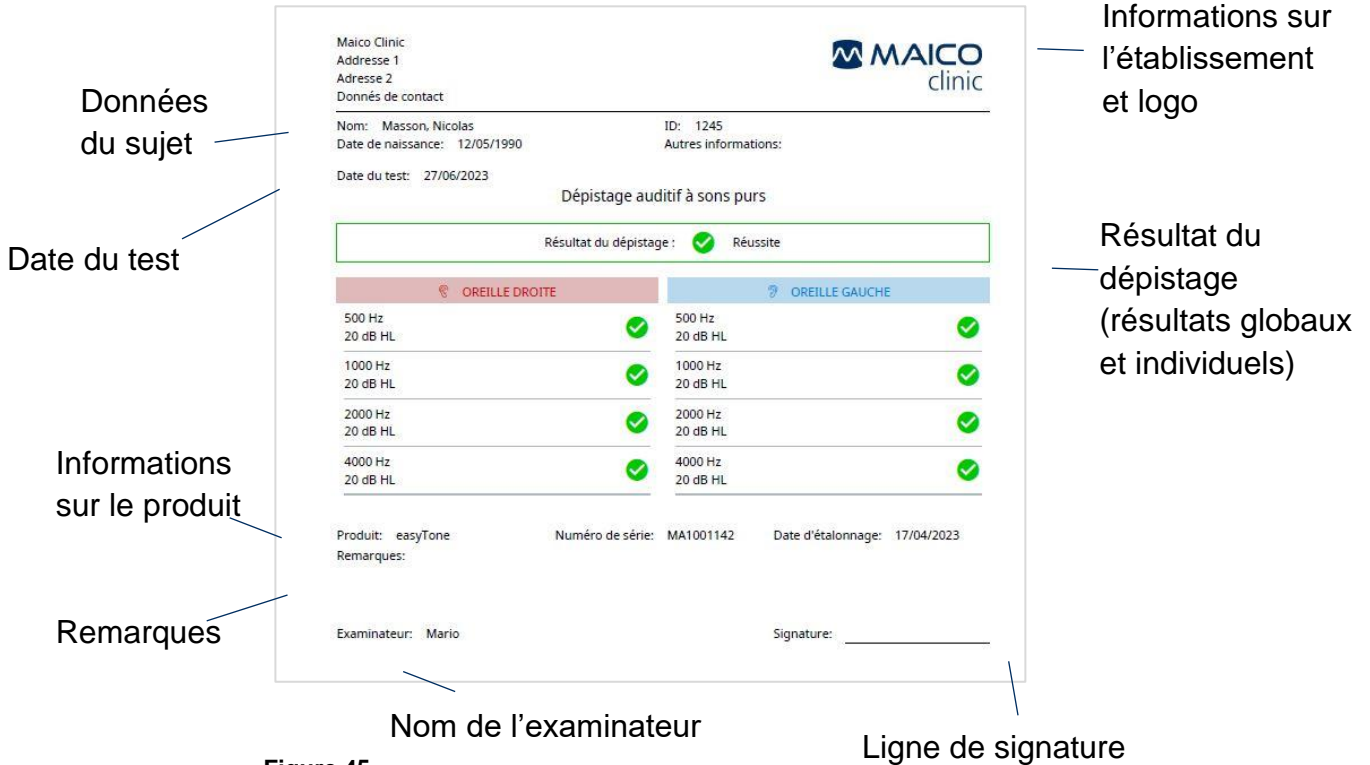 Informations sur
l’établissement
et logo
Maico Clinic
Addresse 1
Adresse 2
Donnés de contact
MAICO
clinic
Données
du sujet
Nom: Masson, Nicolas ID: 1245
Date de naissance: 12/05/1990 Autres informations:
Date du test: 27/06/2023
Dépistage auditif à sons purs
Date du test
Résultat du dépistage : Réussite
Résultat du
dépistage
(résultats globaux
et individuels)
OREILLE DROITE OREILLE GAUCHE
500 Hz 500 Hz
20 dB HL 20 dB HL
1000 Hz 1000 Hz
20 dB HL 20 dB HL
2000 Hz 2000 Hz
20 dB HL 20 dB HL
4000 Hz 4000 Hz
20 dB HL 20 dB HL
Informations
sur le produit
Produit: easyTone Numéro de série: MA1001142 Date d'étalonnage: 17/04/2023
Remarques:
Remarques
Examinateur: Mario Signature:
Nom de l’examinateur
Ligne de signature
Figure 45